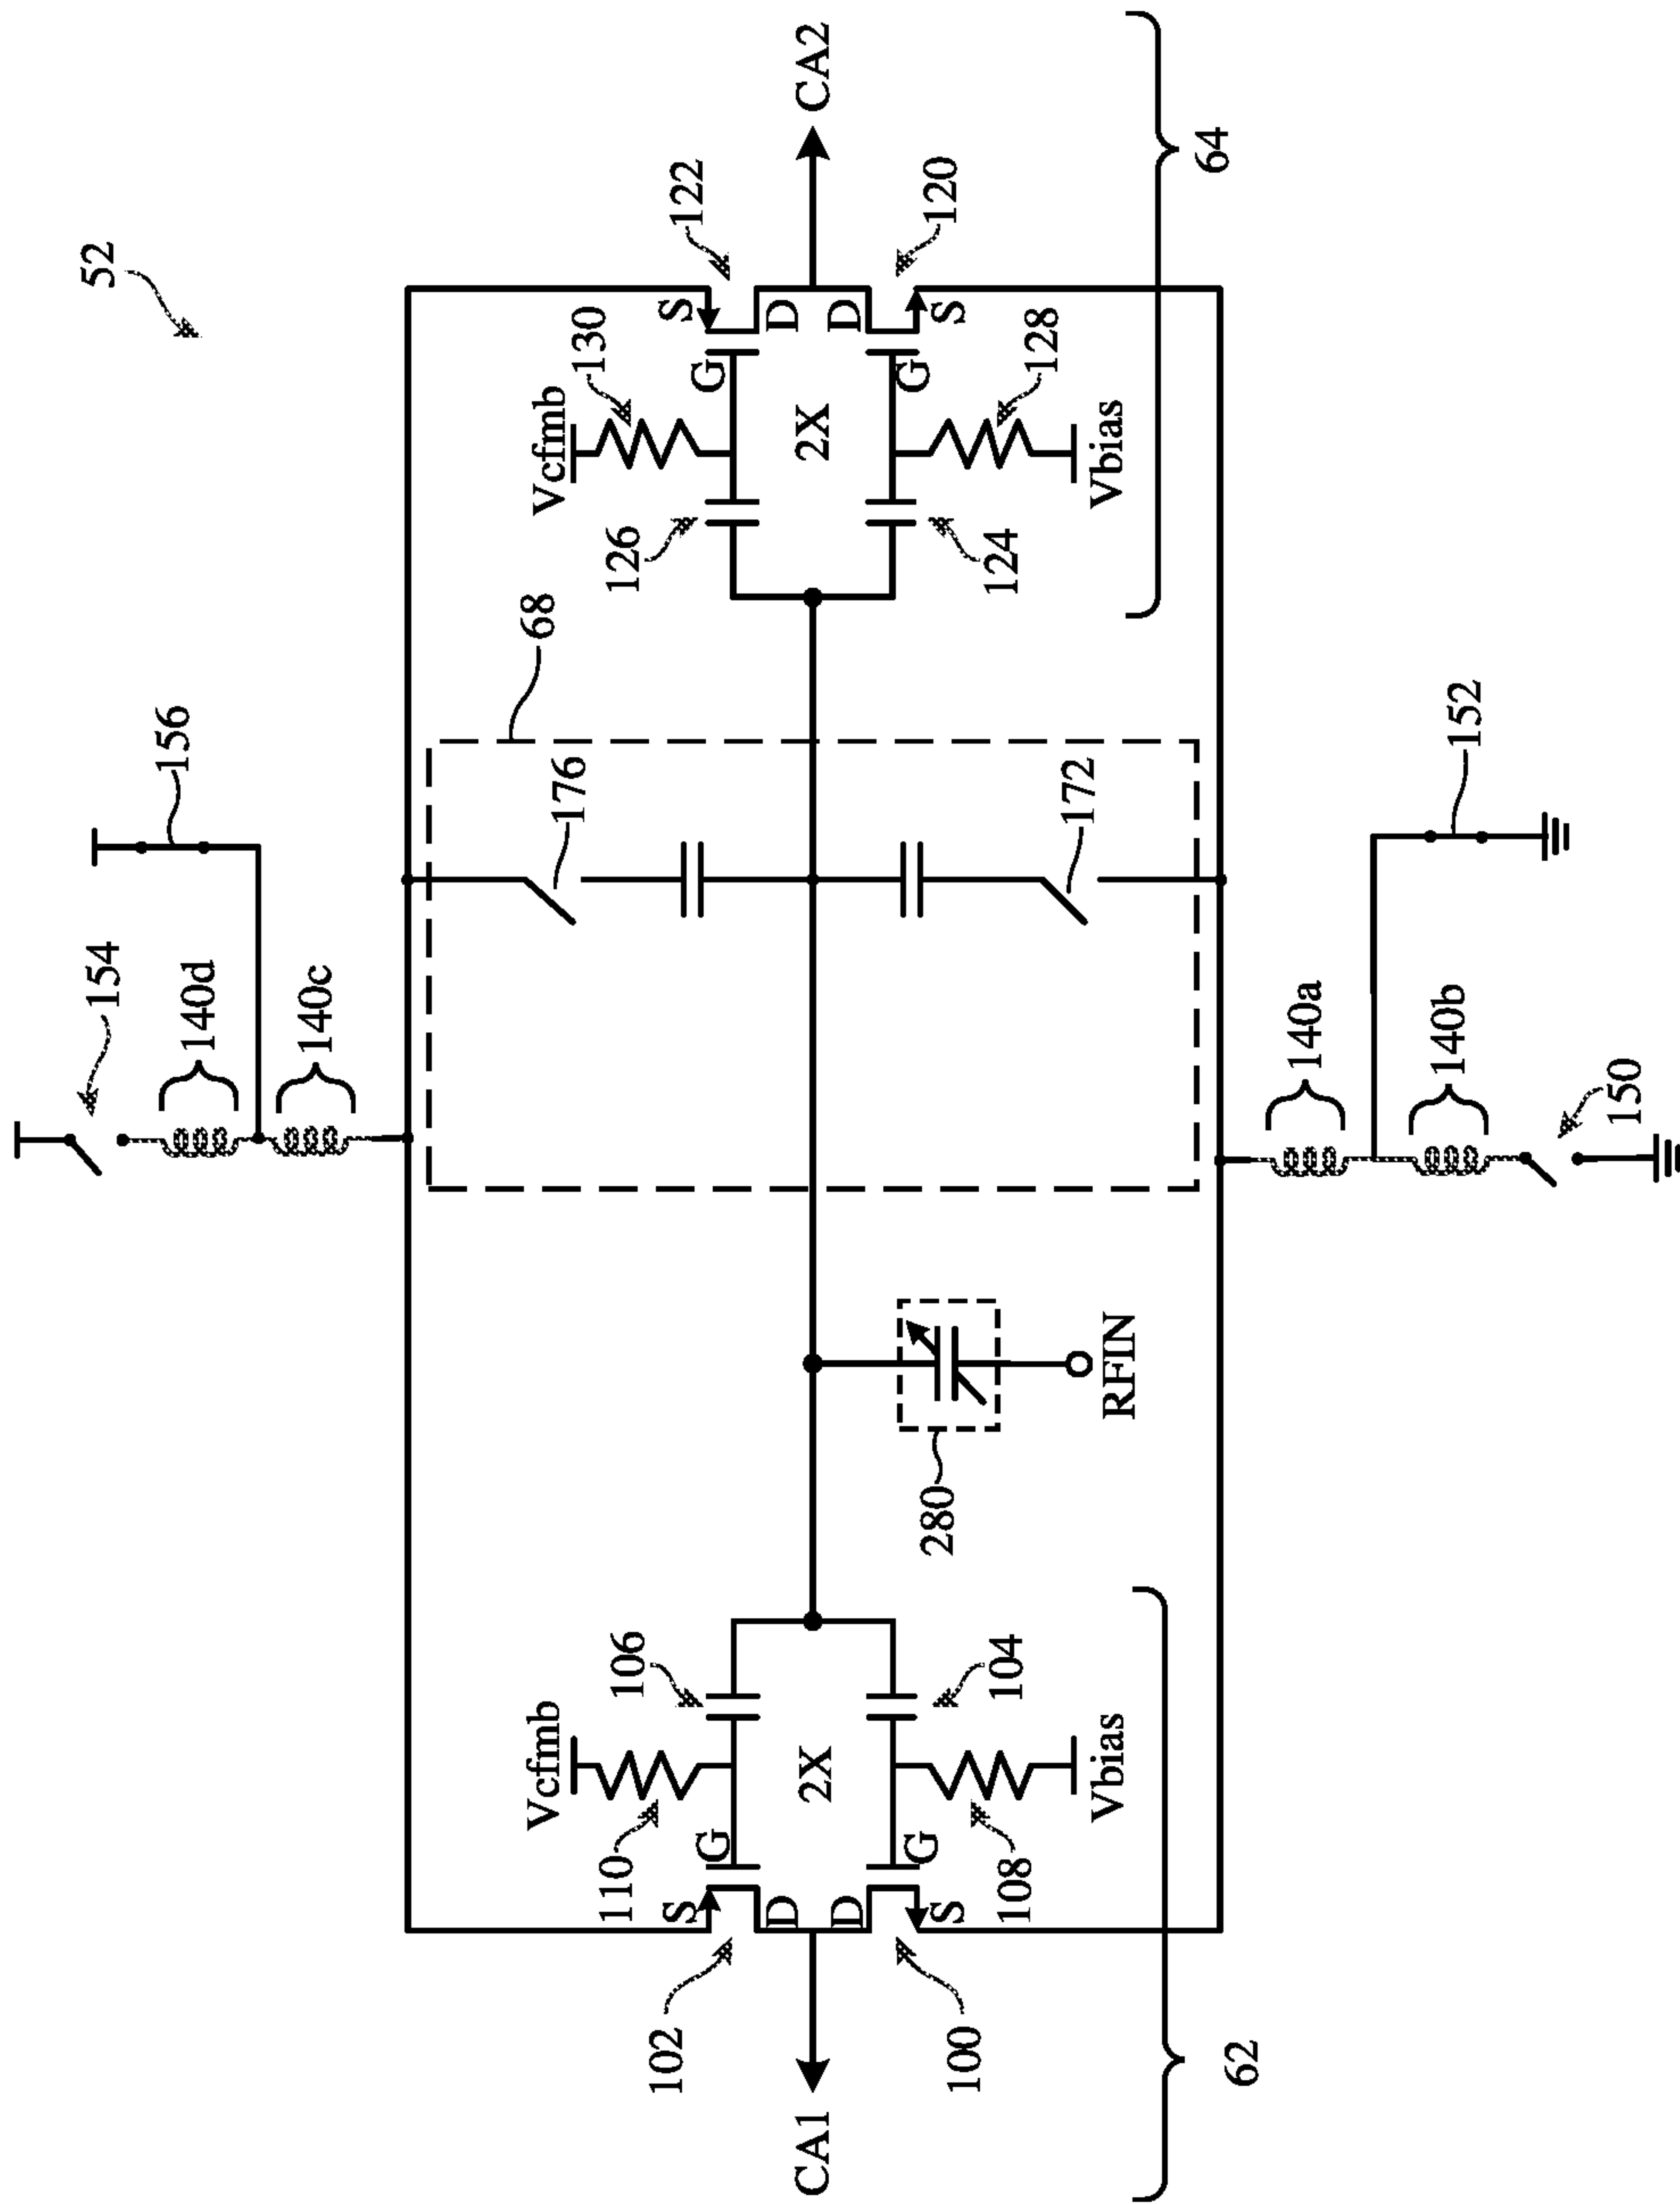 52
154
156
140d
140c
68
176
172
Vcfmb
110
106
S
G
D
102
CA1
2X
D
G
S
100
108
104
Vbias
62
280
RFIN
Vcfmb
130
126
S
G
D
122
CA2
2X
D
G
S
120
128
124
Vbias
64
140a
140b
152
150